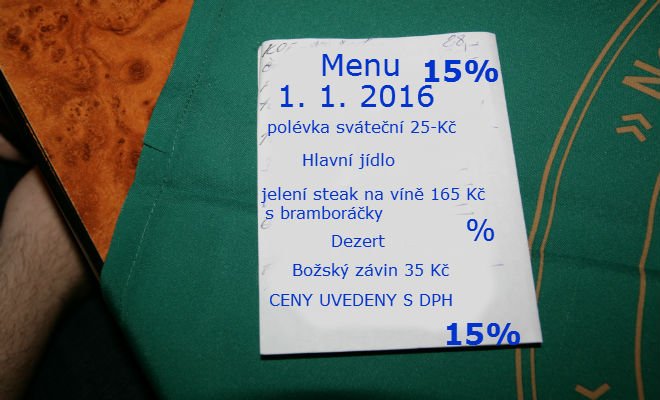 28,-
Menu 15%
1. 1. 2016
polévka sváteční 25-Kč
Hlavní jídlo
jelení steak na víně 165 Kč
s bramboráčky
%
Dezert
Božský závin 35 Kč
CENY UVEDENY S DPH
15%